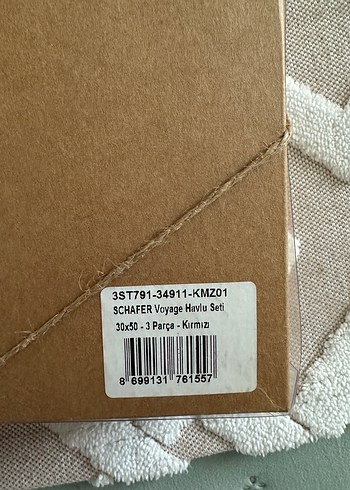 3ST791-34911-KMZ01
SCHAFER Voyage Havlu Seti
30x50 - 3 Parça - Kırmızı
8 699131 761557